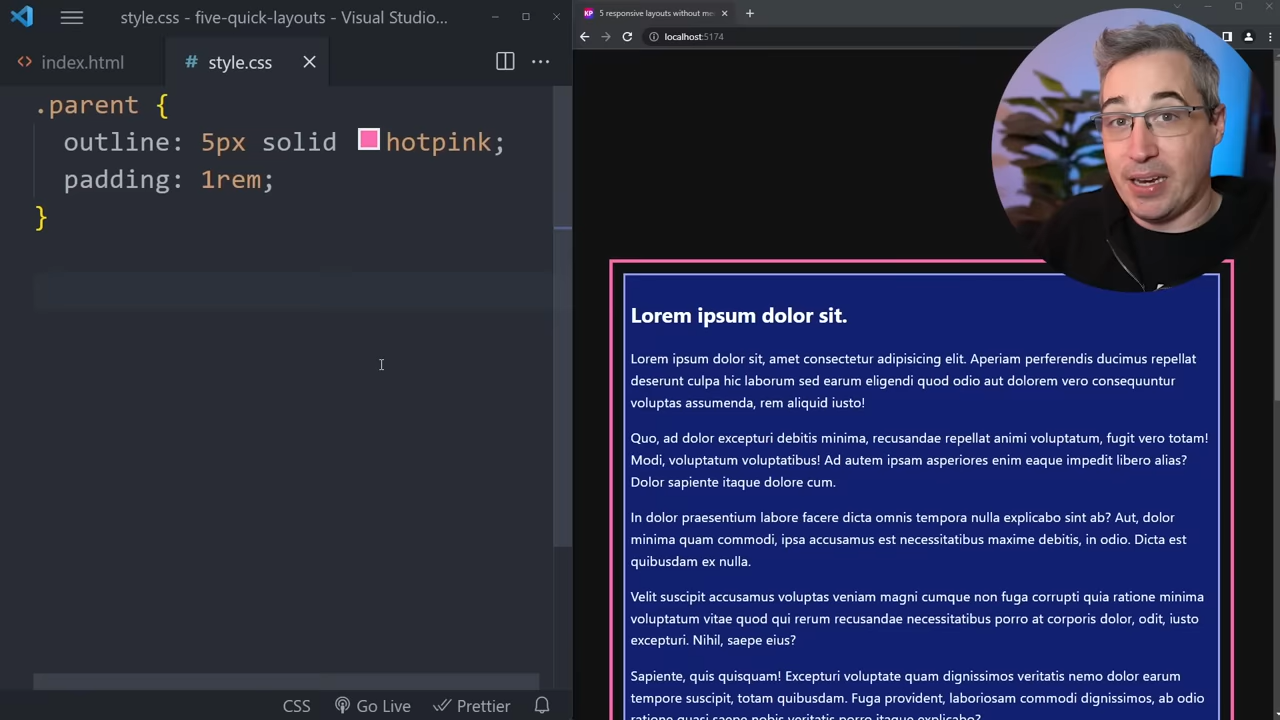 style.css - five-quick-layouts - Visual Studio...
index.html
# style.css
.parent {
outline: 5px solid hotpink;
padding: 1rem;
}
CSS
Go Live
Prettier
KP 5 responsive layouts without me
localhost:5174
Lorem ipsum dolor sit.
Lorem ipsum dolor sit, amet consectetur adipisicing elit. Aperiam perferendis ducimus repellat
deserunt culpa hic laborum sed earum eligendi quod odio aut dolorem vero consequuntur
voluptas assumenda, rem aliquid iusto!
Quo, ad dolor excepturi debitis minima, recusandae repellat animi voluptatum, fugit vero totam!
Modi, voluptatum voluptatibus! Ad autem ipsam asperiores enim eaque impedit libero alias?
Dolor sapiente itaque dolore cum.
In dolor praesentium labore facere dicta omnis tempora nulla explicabo sint ab? Aut, dolor
minima quam commodi, ipsa accusamus est necessitatibus maxime debitis, in odio. Dicta est
quibusdam ex nulla.
Velit suscipit accusamus voluptas veniam magni cumque non fuga corrupti quia ratione minima
voluptatum vitae quod qui rerum recusandae necessitatibus porro at corporis dolor, odit, iusto
excepturi. Nihil, saepe eius?
Sapiente, quis quisquam! Excepturi voluptate quam dignissimos veritatis nemo dolor earum
tempore suscipit, totam quibusdam. Fuga provident, laboriosam commodi dignissimos, ab odio
ratione quasi saepe nobis veritatis porro itaque explicabo?